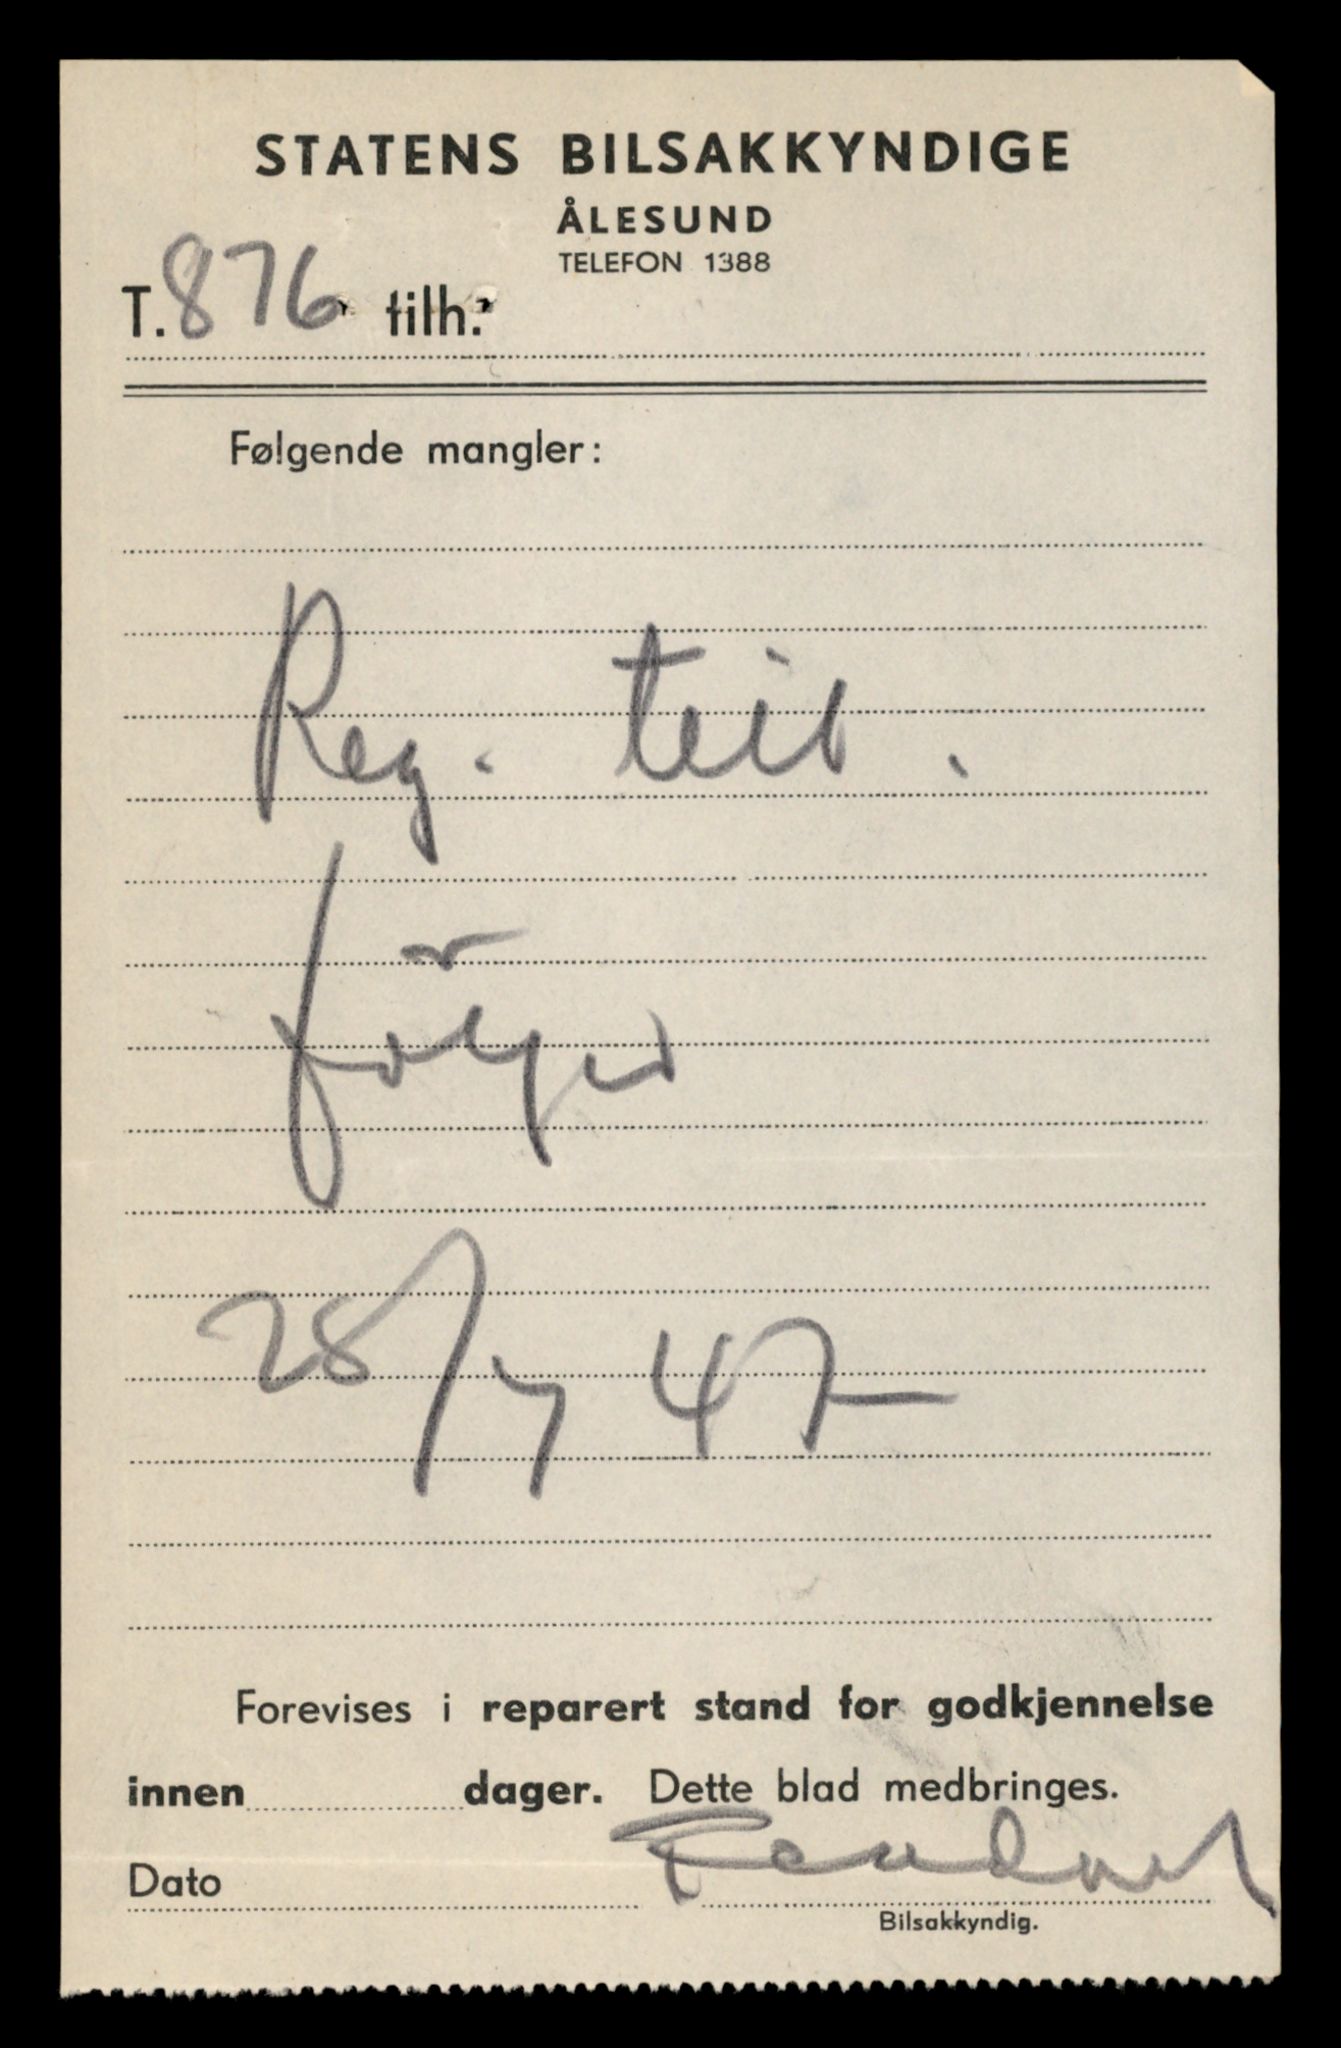 STATENS BILSAKKYNDIGE
ÅLESUND
TELEFON 1388
T. 876 tilh.:
Følgende mangler:
Reg.
følger
28/7 47
Forevises i reparert stand for godkjennelse
innen dager. Dette blad medbringes.
Dato
Bilsakkyndig.